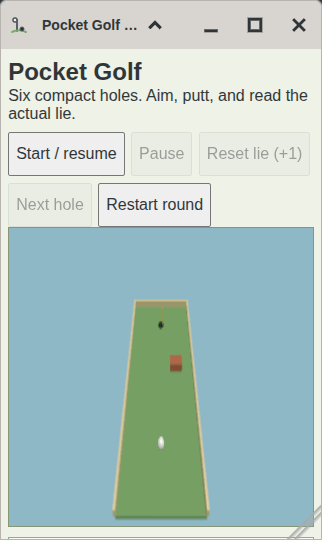 Pocket Golf ...
Pocket Golf
Six compact holes. Aim, putt, and read the
actual lie.
Start / resume
Pause
Reset lie (+1)
Next hole
Restart round